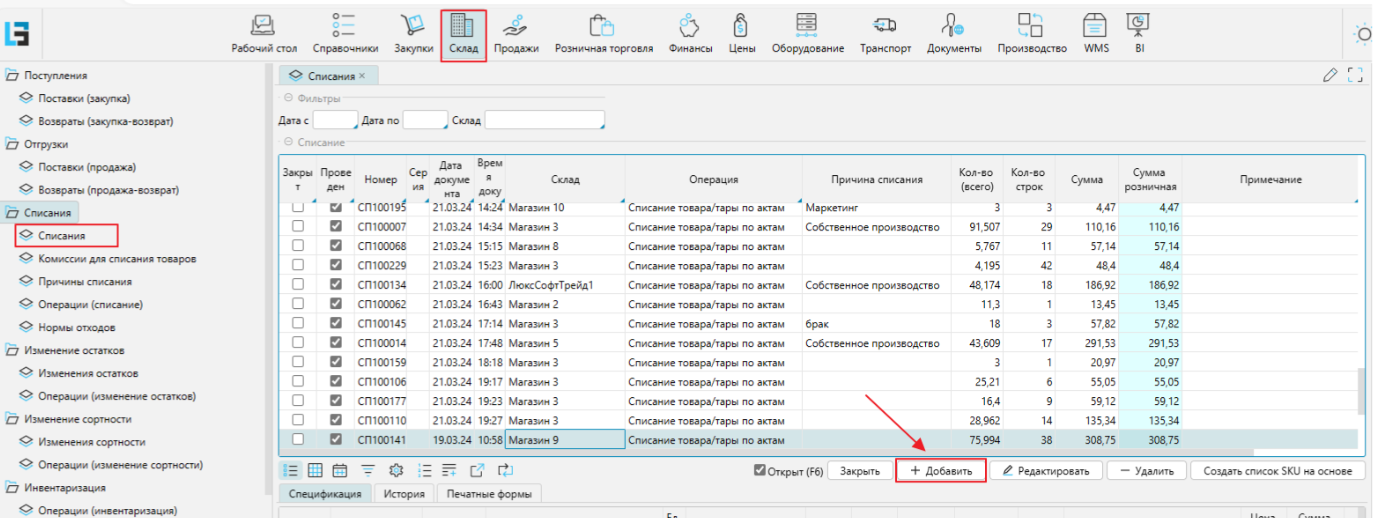 Рабочий стол Справочники Закупки Склад Продажи Розничная торговля Финансы Цены Оборудование Транспорт Документы Производство WMS BI
Поступления
Поставки (закупка)
Возвраты (закупка-возврат)
Отгрузки
Поставки (продажа)
Возвраты (продажа-возврат)
Списания
Списания
Комиссии для списания товаров
Причины списания
Операции (списание)
Нормы отходов
Изменение остатков
Изменения остатков
Операции (изменение остатков)
Изменение сортности
Изменения сортности
Операции (изменение сортности)
Инвентаризация
Операции (инвентаризация)
Списания ×
Фильтры
Дата с Дата по Склад
Списание
Закрыт Проведен Номер Серия Дата документа Время доку Склад Операция Причина списания Кол-во (всего) Кол-во строк Сумма Сумма розничная Примечание
СП100195 21.03.24 14:24 Магазин 10 Списание товара/тары по актам Маркетинг 3 3 4,47 4,47
СП100007 21.03.24 14:34 Магазин 3 Списание товара/тары по актам Собственное производство 91,507 29 110,16 110,16
СП100068 21.03.24 15:15 Магазин 8 Списание товара/тары по актам 5,767 11 57,14 57,14
СП100229 21.03.24 15:23 Магазин 3 Списание товара/тары по актам 4,195 42 48,4 48,4
СП100134 21.03.24 16:00 ЛюксСофтТрейд1 Списание товара/тары по актам Собственное производство 48,174 18 186,92 186,92
СП100062 21.03.24 16:43 Магазин 2 Списание товара/тары по актам 11,3 1 13,45 13,45
СП100145 21.03.24 17:14 Магазин 3 Списание товара/тары по актам брак 18 3 57,82 57,82
СП100014 21.03.24 17:48 Магазин 5 Списание товара/тары по актам Собственное производство 43,609 17 291,53 291,53
СП100159 21.03.24 18:18 Магазин 3 Списание товара/тары по актам 3 1 20,97 20,97
СП100106 21.03.24 19:17 Магазин 3 Списание товара/тары по актам 25,21 6 55,05 55,05
СП100177 21.03.24 19:23 Магазин 3 Списание товара/тары по актам 16,4 9 59,12 59,12
СП100110 21.03.24 19:27 Магазин 3 Списание товара/тары по актам 28,962 14 135,34 135,34
СП100141 19.03.24 10:58 Магазин 9 Списание товара/тары по актам 75,994 38 308,75 308,75
Открыт (F6) Закрыть + Добавить Редактировать — Удалить Создать список SKU на основе
Спецификация История Печатные формы
Ед. Цена Сумма